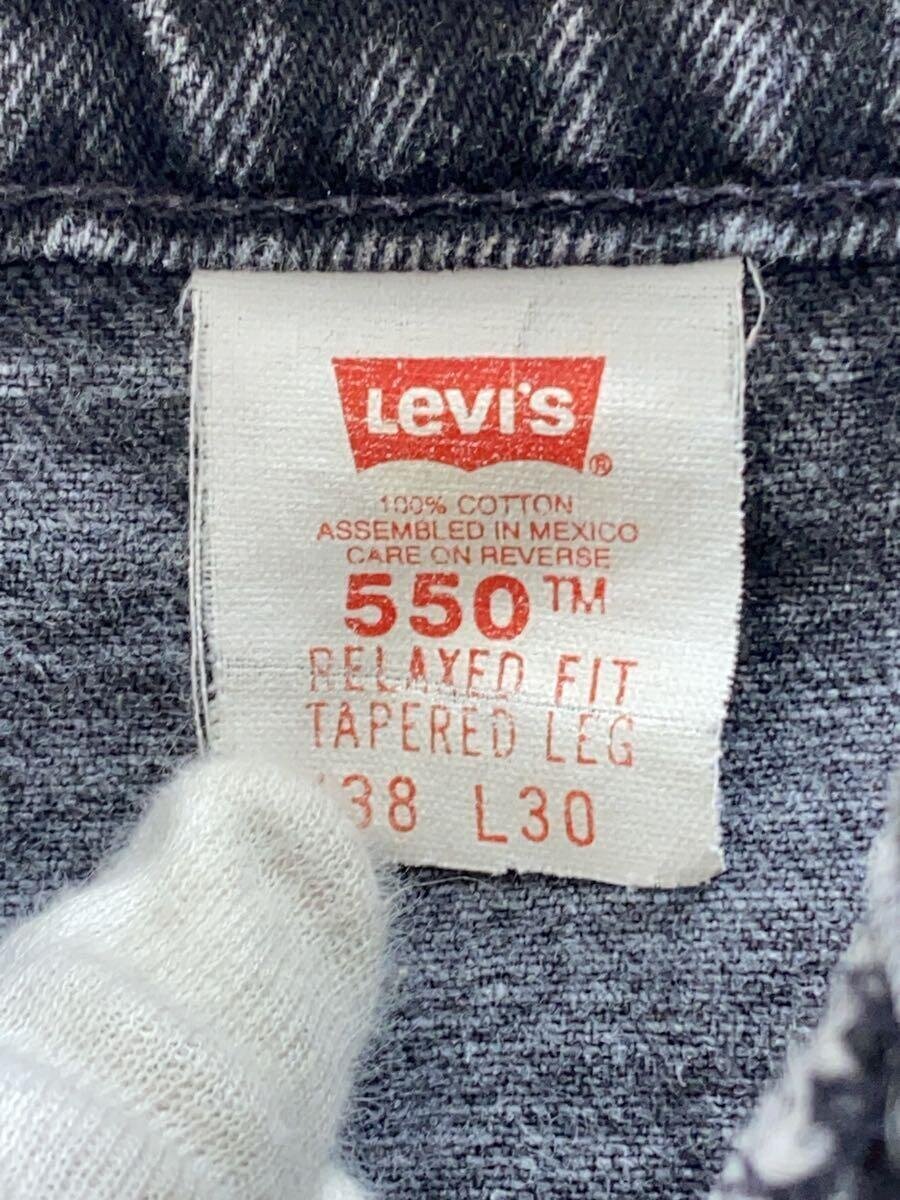 Levi's
®
100% COTTON
ASSEMBLED IN MEXICO
CARE ON REVERSE
550™
RELAXED FIT
TAPERED LEG
38 L30